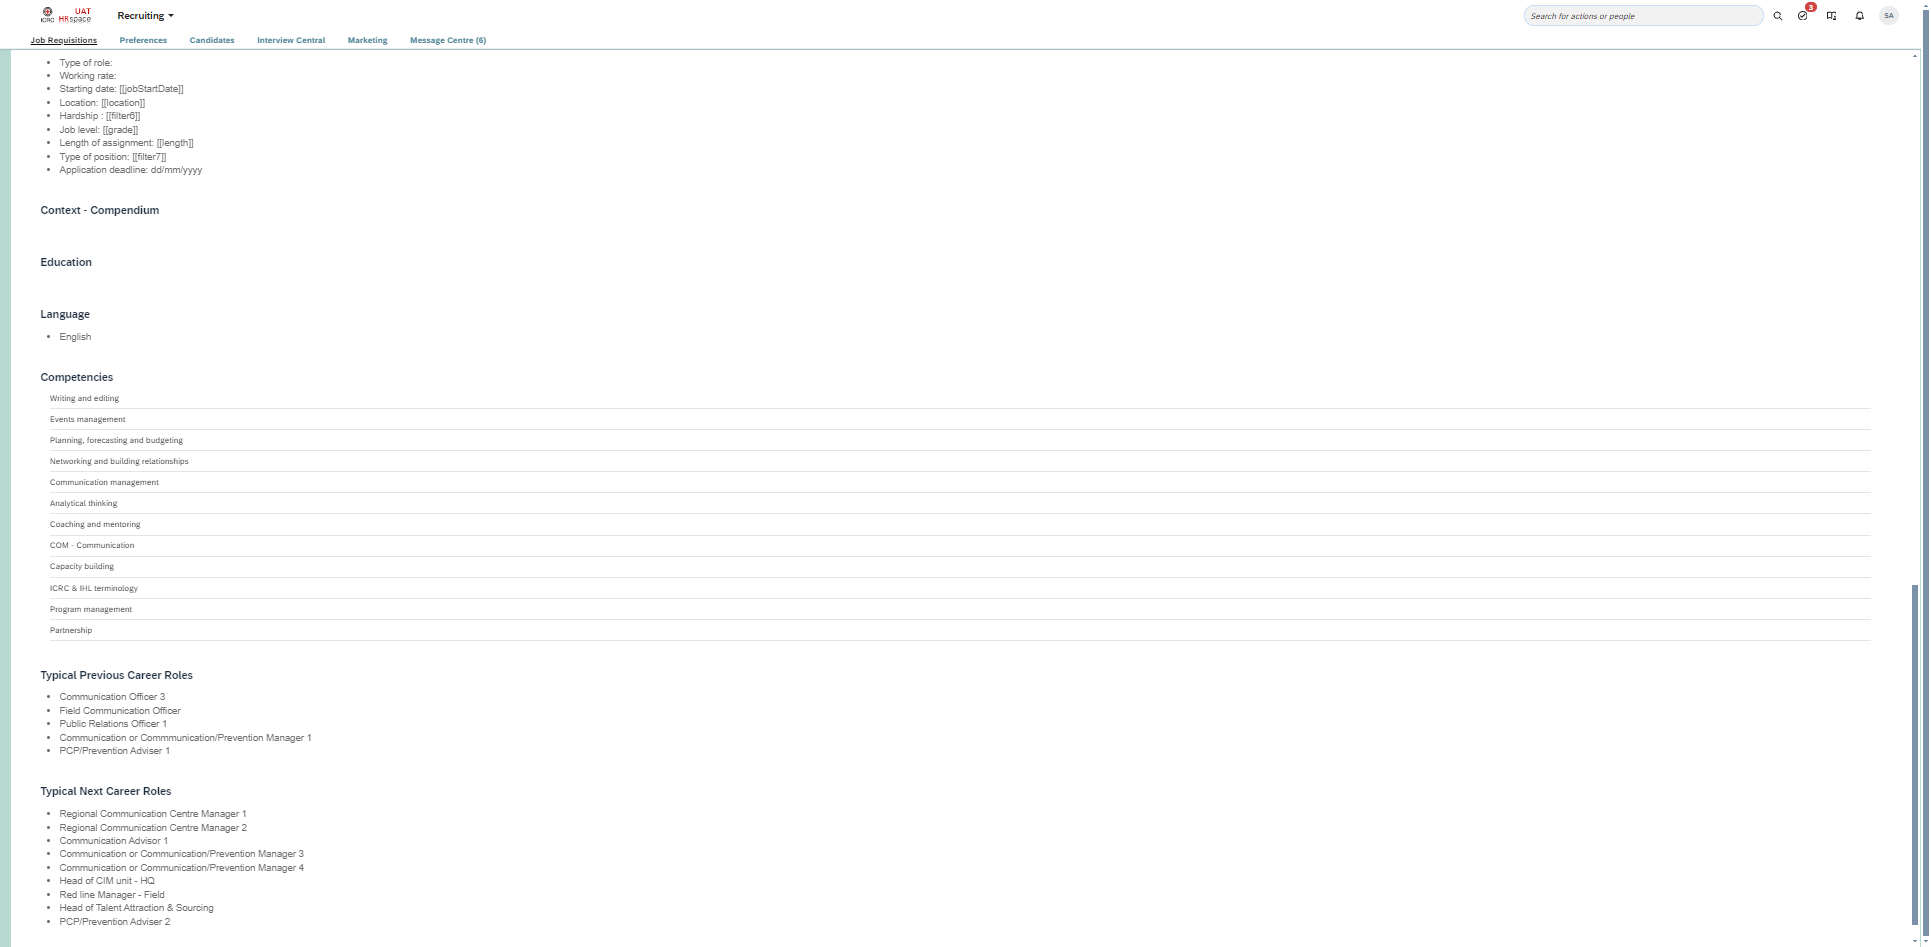 UAT
ICRC HRspace
Recruiting
Search for actions or people
3
SA
Job Requisitions
Preferences
Candidates
Interview Central
Marketing
Message Centre (6)
Type of role:
Working rate:
Starting date: [[jobStartDate]]
Location: [[location]]
Hardship : [[filter6]]
Job level: [[grade]]
Length of assignment: [[length]]
Type of position: [[filter7]]
Application deadline: dd/mm/yyyy
Context - Compendium
Education
Language
English
Competencies
Writing and editing
Events management
Planning, forecasting and budgeting
Networking and building relationships
Communication management
Analytical thinking
Coaching and mentoring
COM - Communication
Capacity building
ICRC & IHL terminology
Program management
Partnership
Typical Previous Career Roles
Communication Officer 3
Field Communication Officer
Public Relations Officer 1
Communication or Commmunication/Prevention Manager 1
PCP/Prevention Adviser 1
Typical Next Career Roles
Regional Communication Centre Manager 1
Regional Communication Centre Manager 2
Communication Advisor 1
Communication or Communication/Prevention Manager 3
Communication or Communication/Prevention Manager 4
Head of CIM unit - HQ
Red line Manager - Field
Head of Talent Attraction & Sourcing
PCP/Prevention Adviser 2